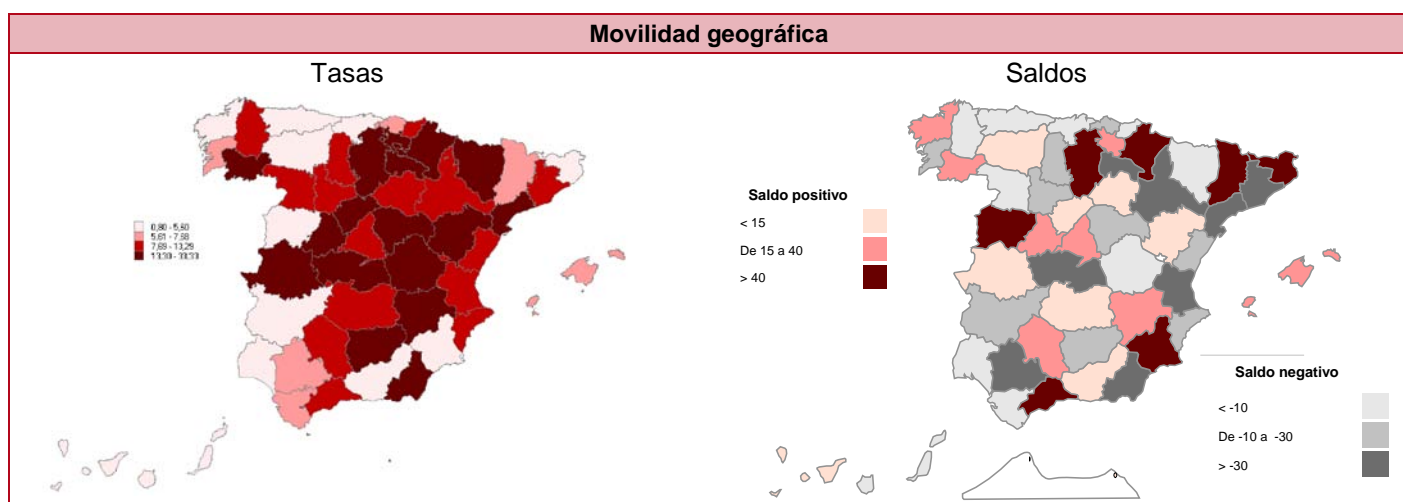 Movilidad geográfica
Tasas
Saldos
0,80 - 5,60
5,61 - 7,68
7,69 - 13,29
13,30 - 33,33
Saldo positivo
< 15
De 15 a 40
> 40
Saldo negativo
< -10
De -10 a -30
> -30